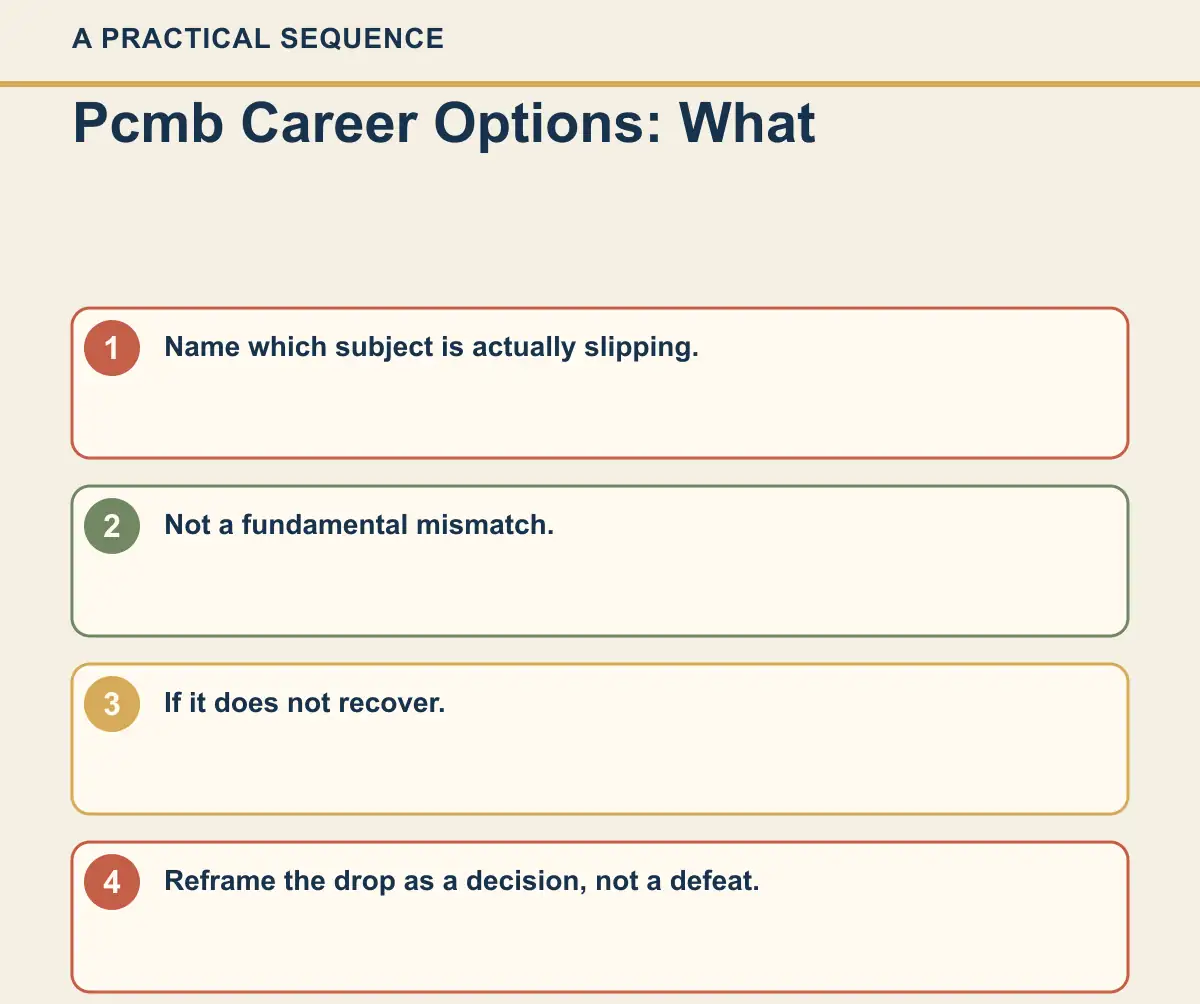 A PRACTICAL SEQUENCE
Pcmb Career Options: What
1
Name which subject is actually slipping.
2
Not a fundamental mismatch.
3
If it does not recover.
4
Reframe the drop as a decision, not a defeat.